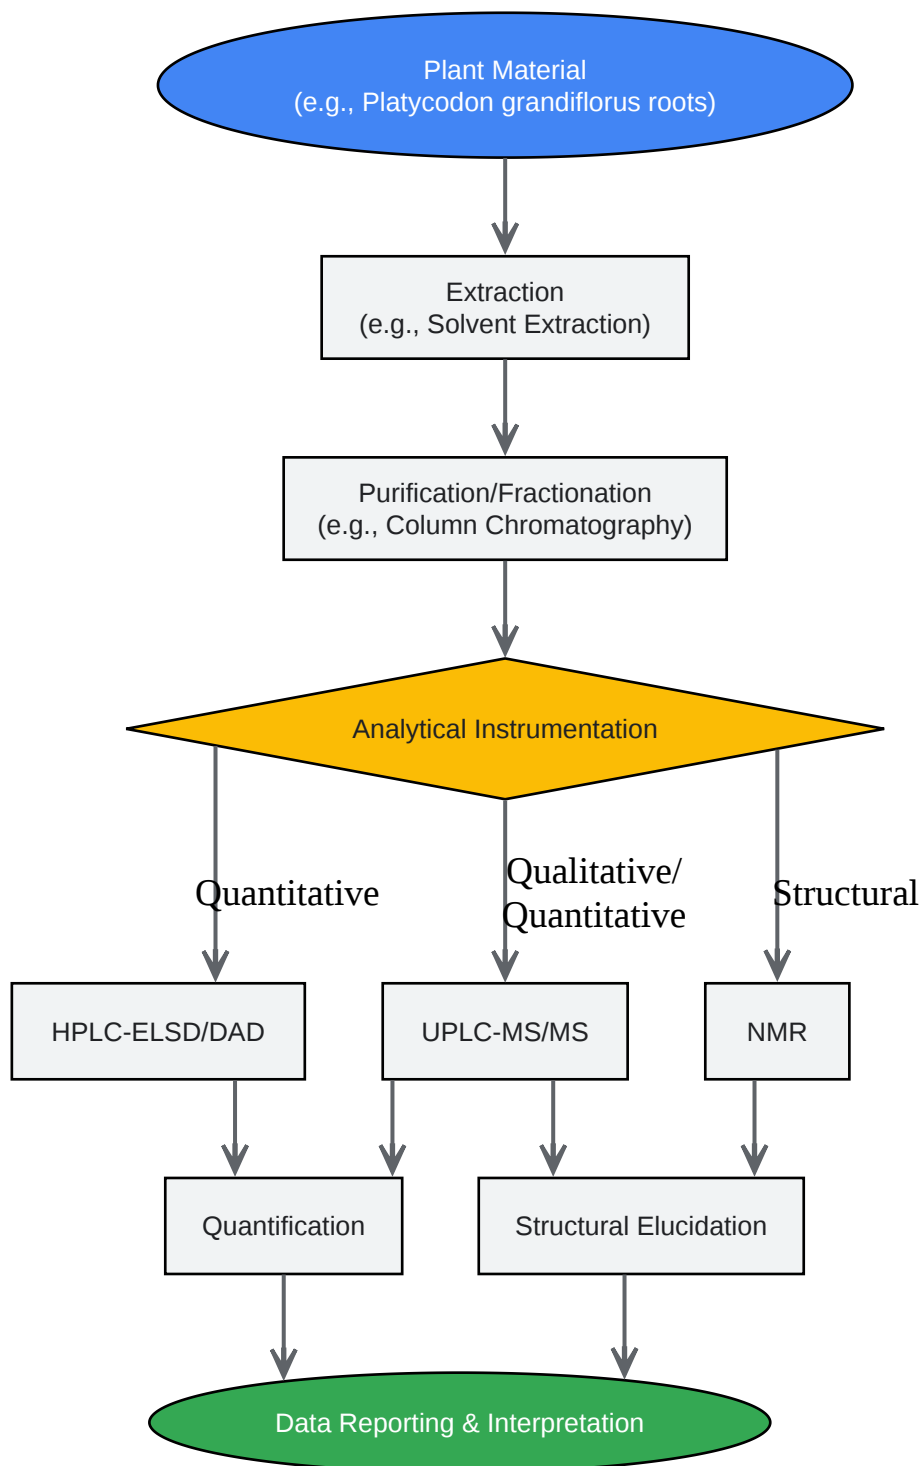 Plant Material
(e.g., Platycodon grandiflorus roots)
Extraction
(e.g., Solvent Extraction)
Purification/Fractionation
(e.g., Column Chromatography)
Analytical Instrumentation
Quantitative
Qualitative/
Quantitative
Structural
HPLC-ELSD/DAD
UPLC-MS/MS
NMR
Quantification
Structural Elucidation
Data Reporting & Interpretation